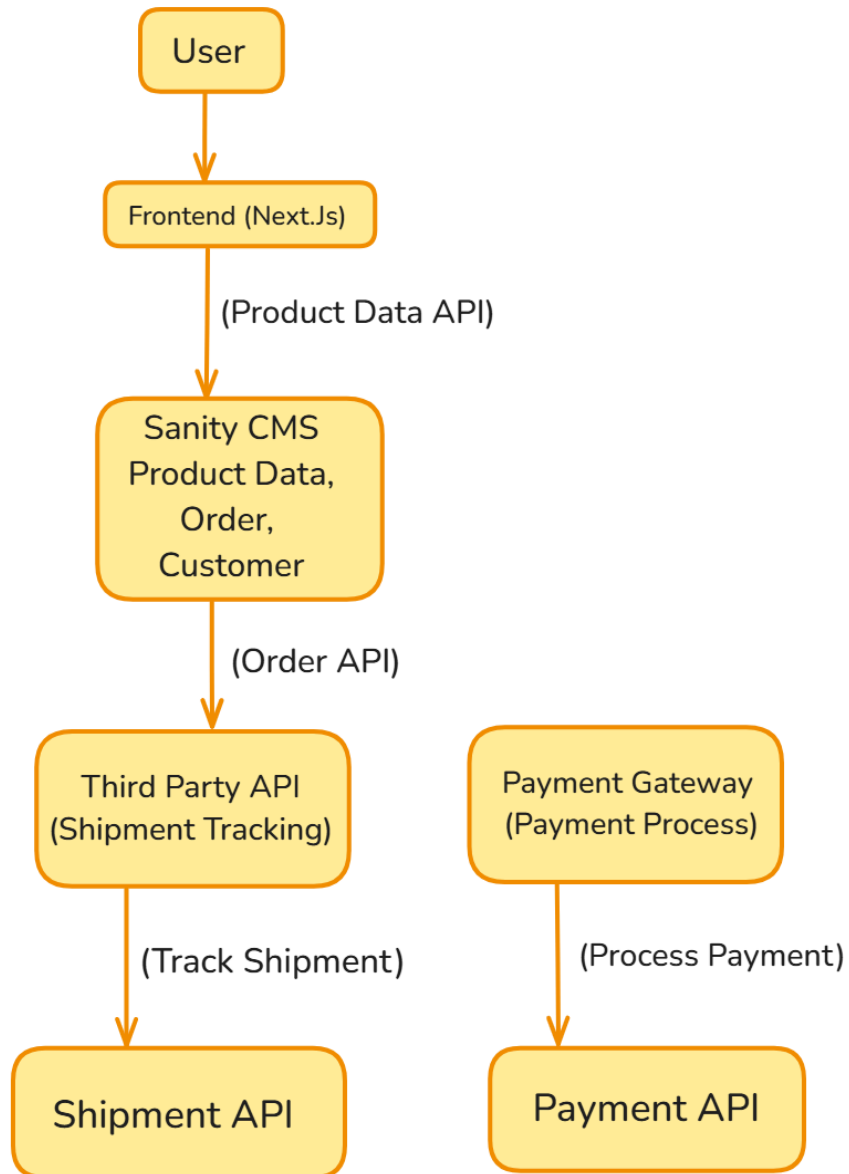 User
Frontend (Next.Js)
(Product Data API)
Sanity CMS
Product Data,
Order,
Customer
(Order API)
Third Party API
(Shipment Tracking)
Payment Gateway
(Payment Process)
(Track Shipment)
(Process Payment)
Shipment API
Payment API